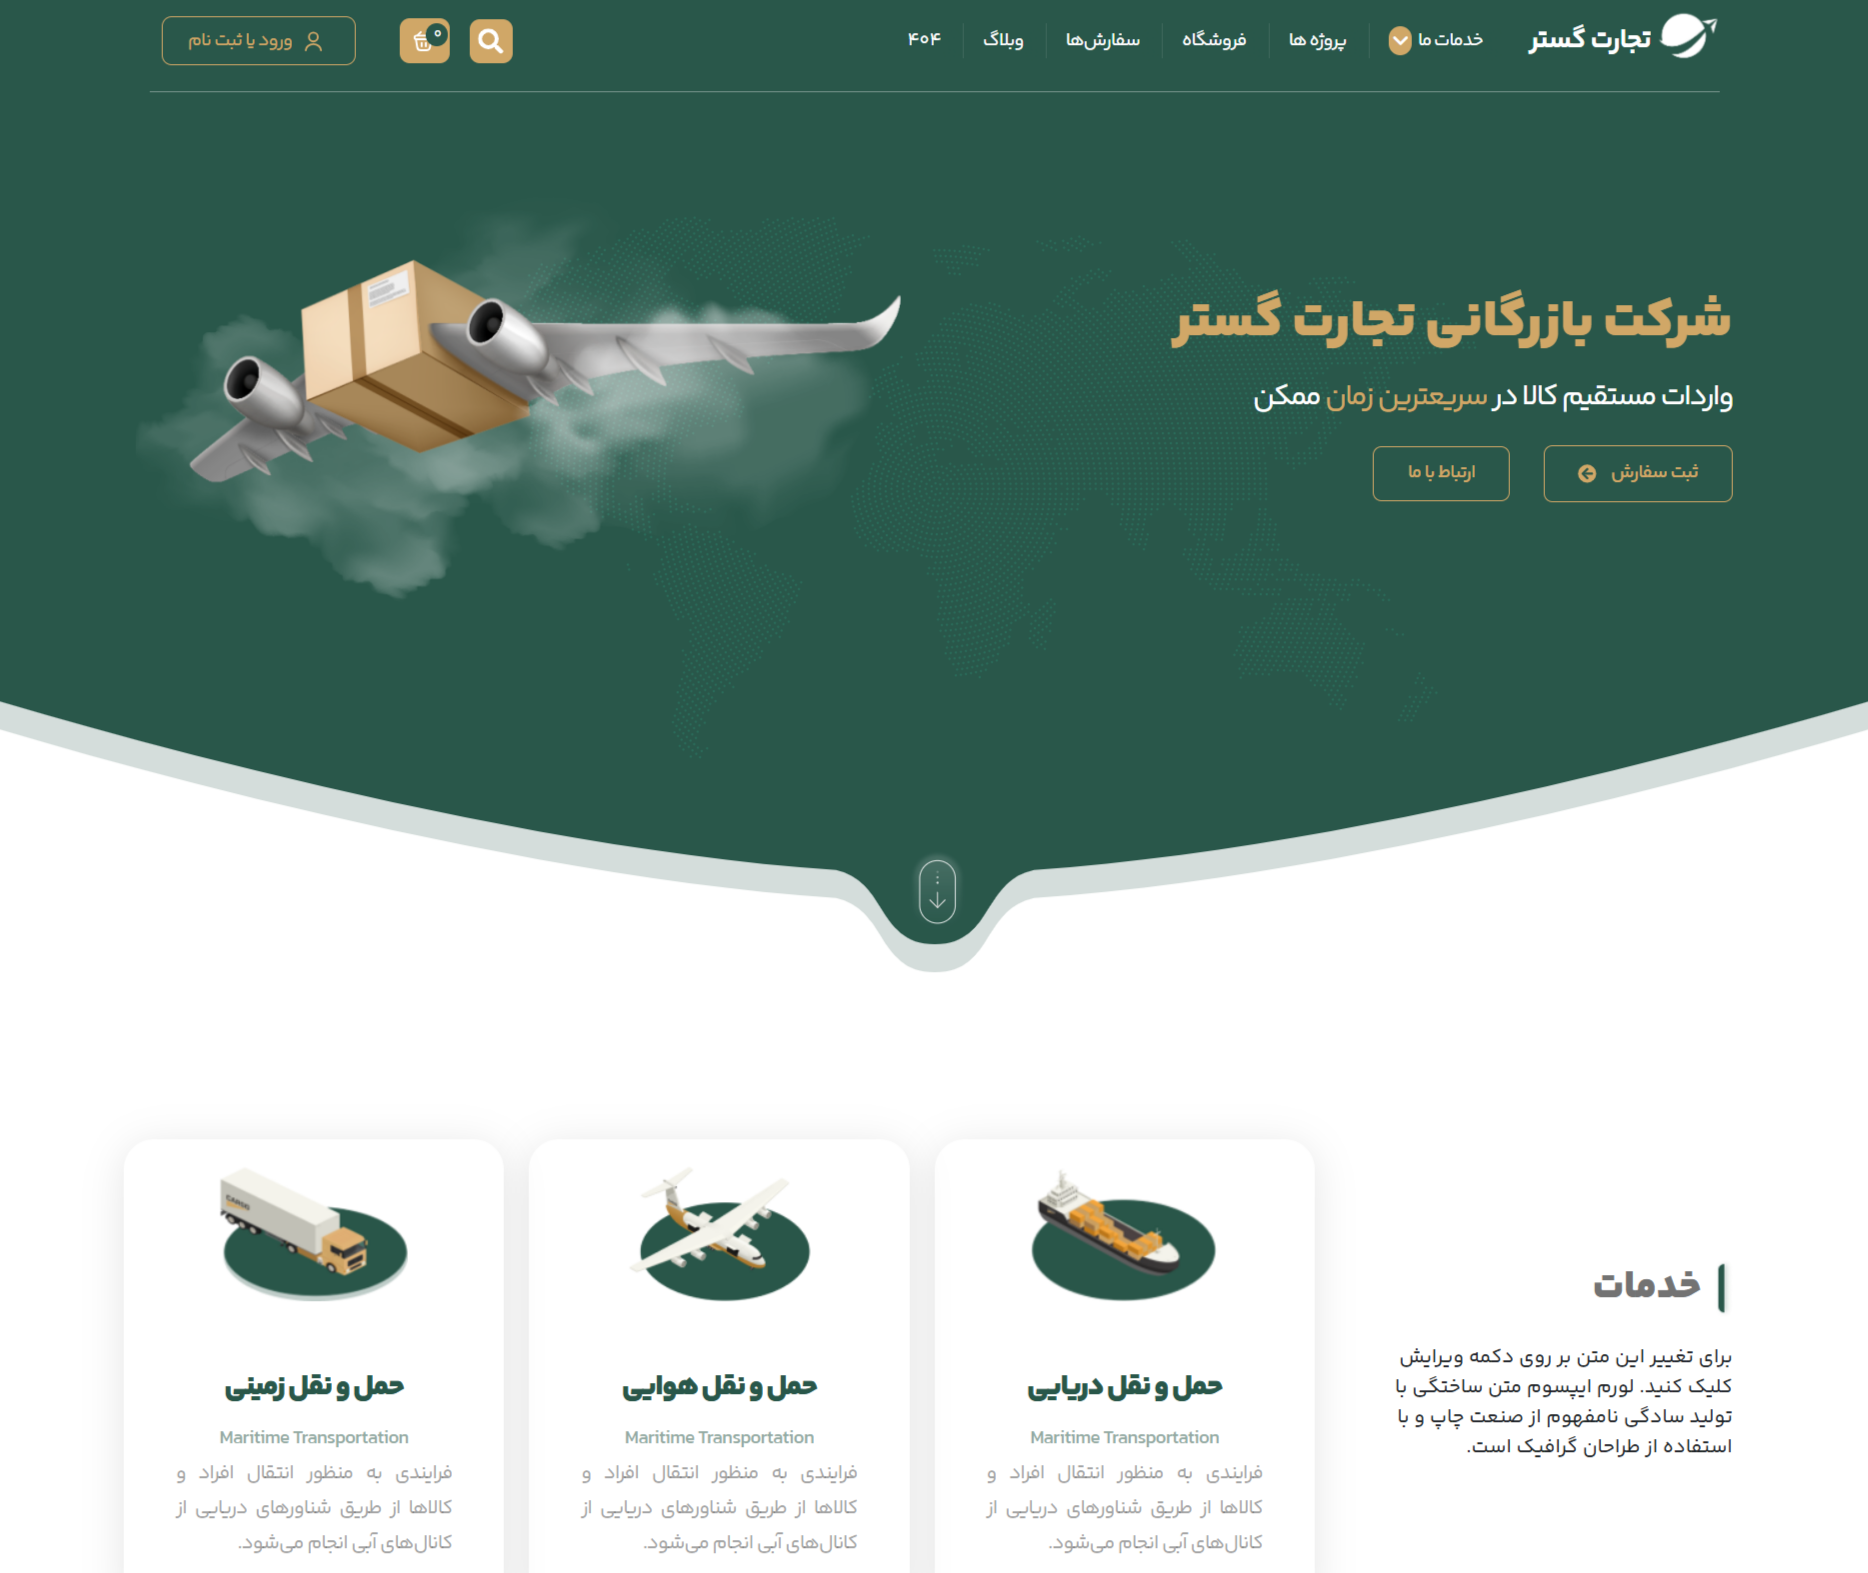 تجارت گستر
خدمات ما
پروژه ها
فروشگاه
سفارش‌ها
وبلاگ
۴۰۴
۰
ورود یا ثبت نام
شرکت بازرگانی تجارت گستر
واردات مستقیم کالا در سریعترین زمان ممکن
ثبت سفارش
ارتباط با ما
خدمات
برای تغییر این متن بر روی دکمه ویرایش
کلیک کنید. لورم ایپسوم متن ساختگی با
تولید سادگی نامفهوم از صنعت چاپ و با
استفاده از طراحان گرافیک است.
حمل و نقل دریایی
Maritime Transportation
فرایندی به منظور انتقال افراد و
کالاها از طریق شناورهای دریایی از
کانال‌های آبی انجام می‌شود.
حمل و نقل هوایی
Maritime Transportation
فرایندی به منظور انتقال افراد و
کالاها از طریق شناورهای دریایی از
کانال‌های آبی انجام می‌شود.
CARGO
حمل و نقل زمینی
Maritime Transportation
فرایندی به منظور انتقال افراد و
کالاها از طریق شناورهای دریایی از
کانال‌های آبی انجام می‌شود.